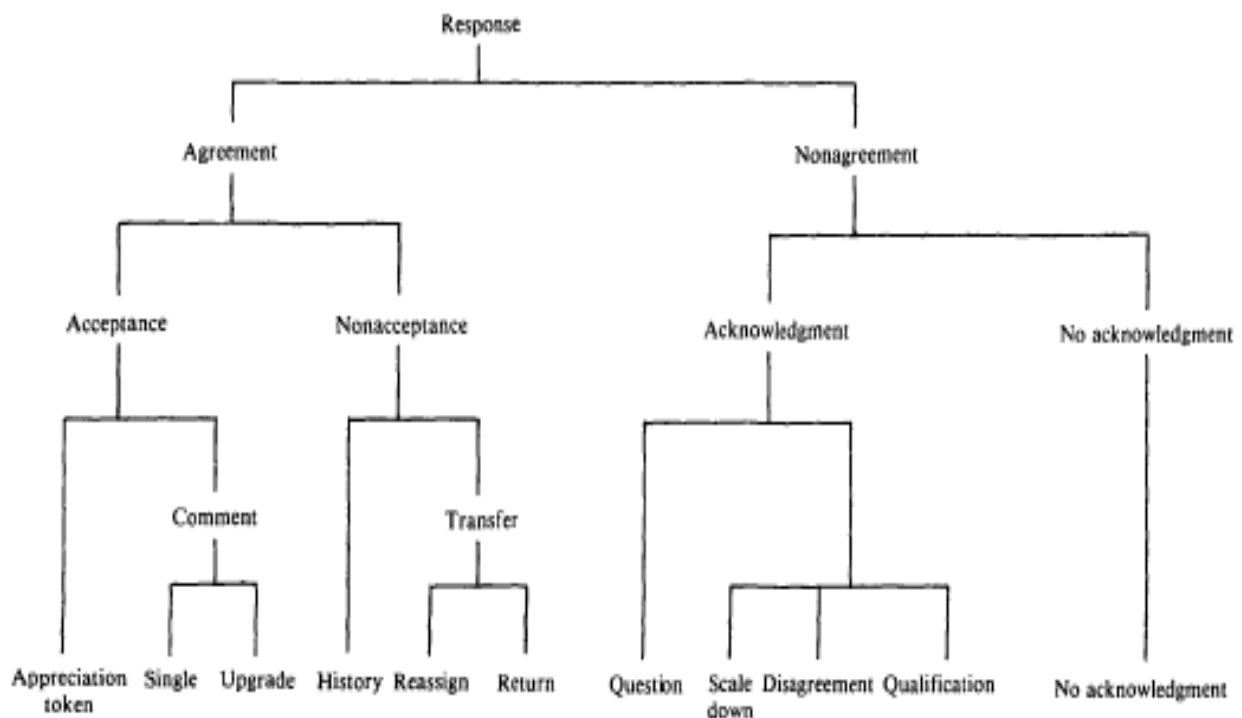 Response
Agreement
Nonagreement
Acceptance
Nonacceptance
Acknowledgment
No acknowledgment
Comment
Transfer
Appreciation
token
Single
Upgrade
History
Reassign
Return
Question
Scale
down
Disagreement
Qualification
No acknowledgment